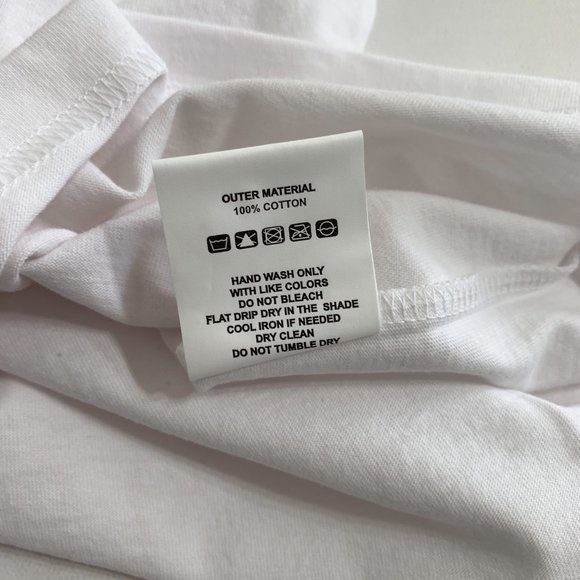 OUTER MATERIAL
100% COTTON
HAND WASH ONLY
WITH LIKE COLORS
DO NOT BLEACH
FLAT DRIP DRY IN THE SHADE
COOL IRON IF NEEDED
DRY CLEAN
DO NOT TUMBLE DRY